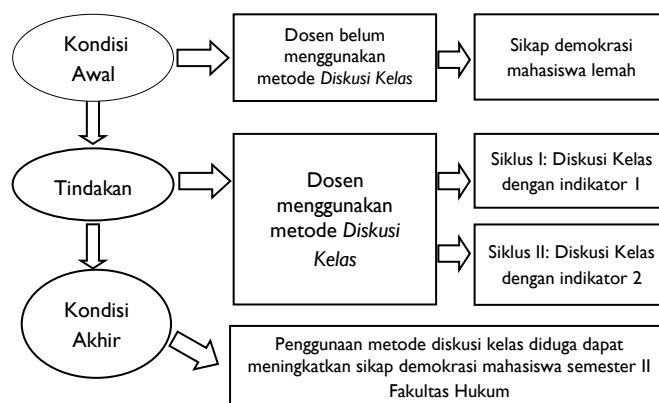 Kondisi
Awal
Dosen belum
menggunakan
metode Diskusi Kelas
Sikap demokrasi
mahasiswa lemah
Tindakan
Dosen
menggunakan
metode Diskusi
Kelas
Siklus I: Diskusi Kelas
dengan indikator 1
Siklus II: Diskusi Kelas
dengan indikator 2
Kondisi
Akhir
Penggunaan metode diskusi kelas diduga dapat
meningkatkan sikap demokrasi mahasiswa semester II
Fakultas Hukum